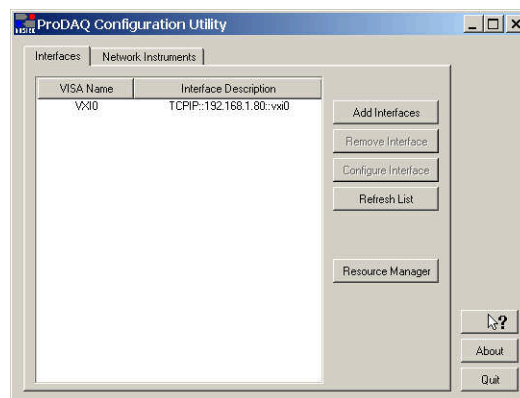 ProDAQ Configuration Utility
Interfaces
Network Instruments
VISA Name
Interface Description
VXI0
TCPIP::192.168.1.80::vxi0
Add Interfaces
Remove Interface
Configure Interface
Refresh List
Resource Manager
?
About
Quit